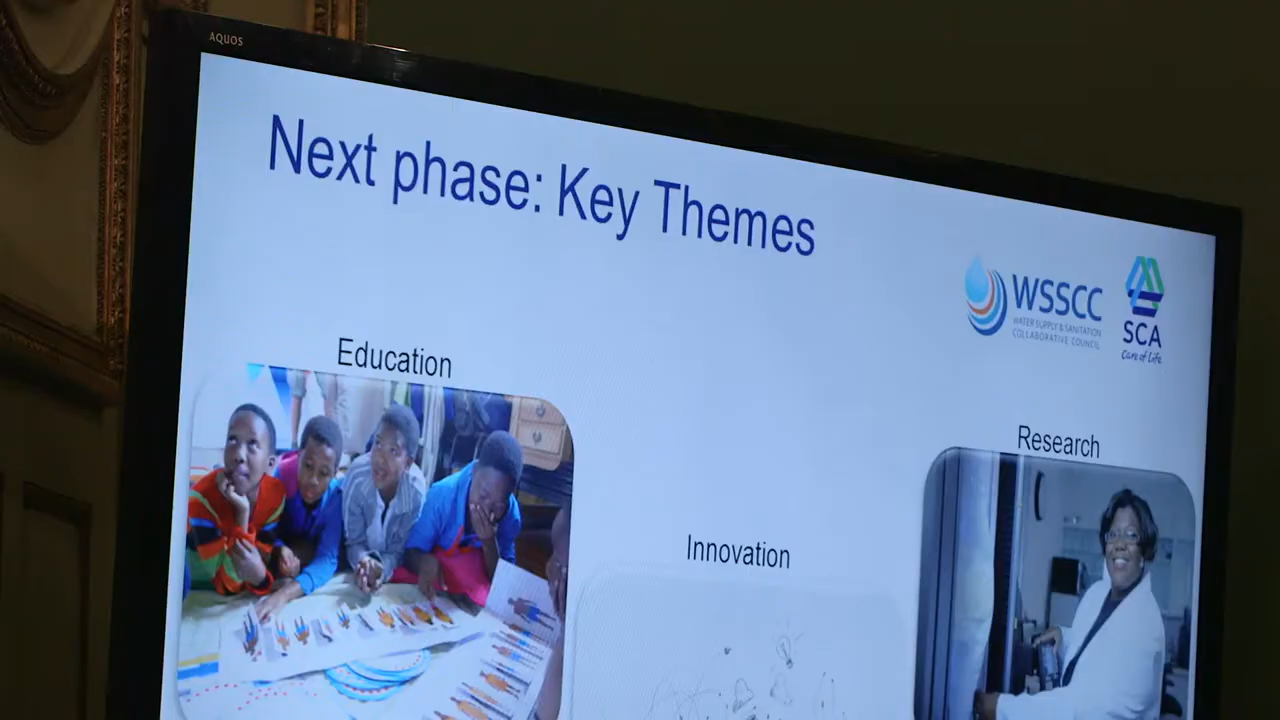 AQUOS
Next phase: Key Themes
WSSCC
WATER SUPPLY & SANITATION
COLLABORATIVE COUNCIL
SCA
Care of Life
Education
Research
Innovation